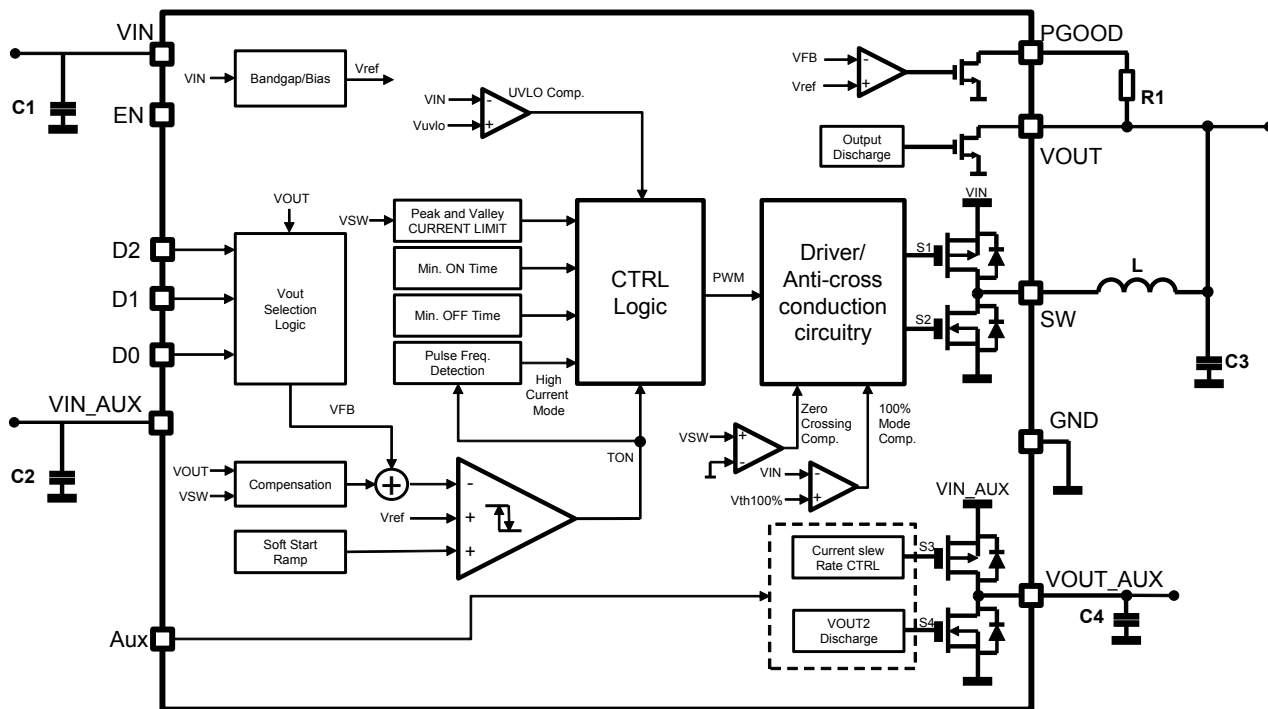 VIN
PGOOD
VIN
Bandgap/Bias
Vref
VFB
-
Vref
+
C1
EN
UVLO Comp.
VIN
-
Vuvlo
+
R1
Output
Discharge
VOUT
VOUT
VIN
D2
D1
D0
Vout
Selection
Logic
VSW
Peak and Valley
CURRENT LIMIT
Min. ON Time
Min. OFF Time
Pulse Freq.
Detection
High
Current
Mode
CTRL
Logic
PWM
Driver/
Anti-cross
conduction
circuitry
S1
S2
L
SW
C3
VIN_AUX
VFB
C2
VOUT
VSW
Compensation
+
-
Vref
+
+
Soft Start
Ramp
TON
VSW
+
-
Zero
Crossing
Comp.
100%
Mode
Comp.
VIN
-
Vth100%
+
GND
VIN_AUX
Current slew
Rate CTRL
S3
VOUT2
Discharge
S4
VOUT_AUX
C4
Aux